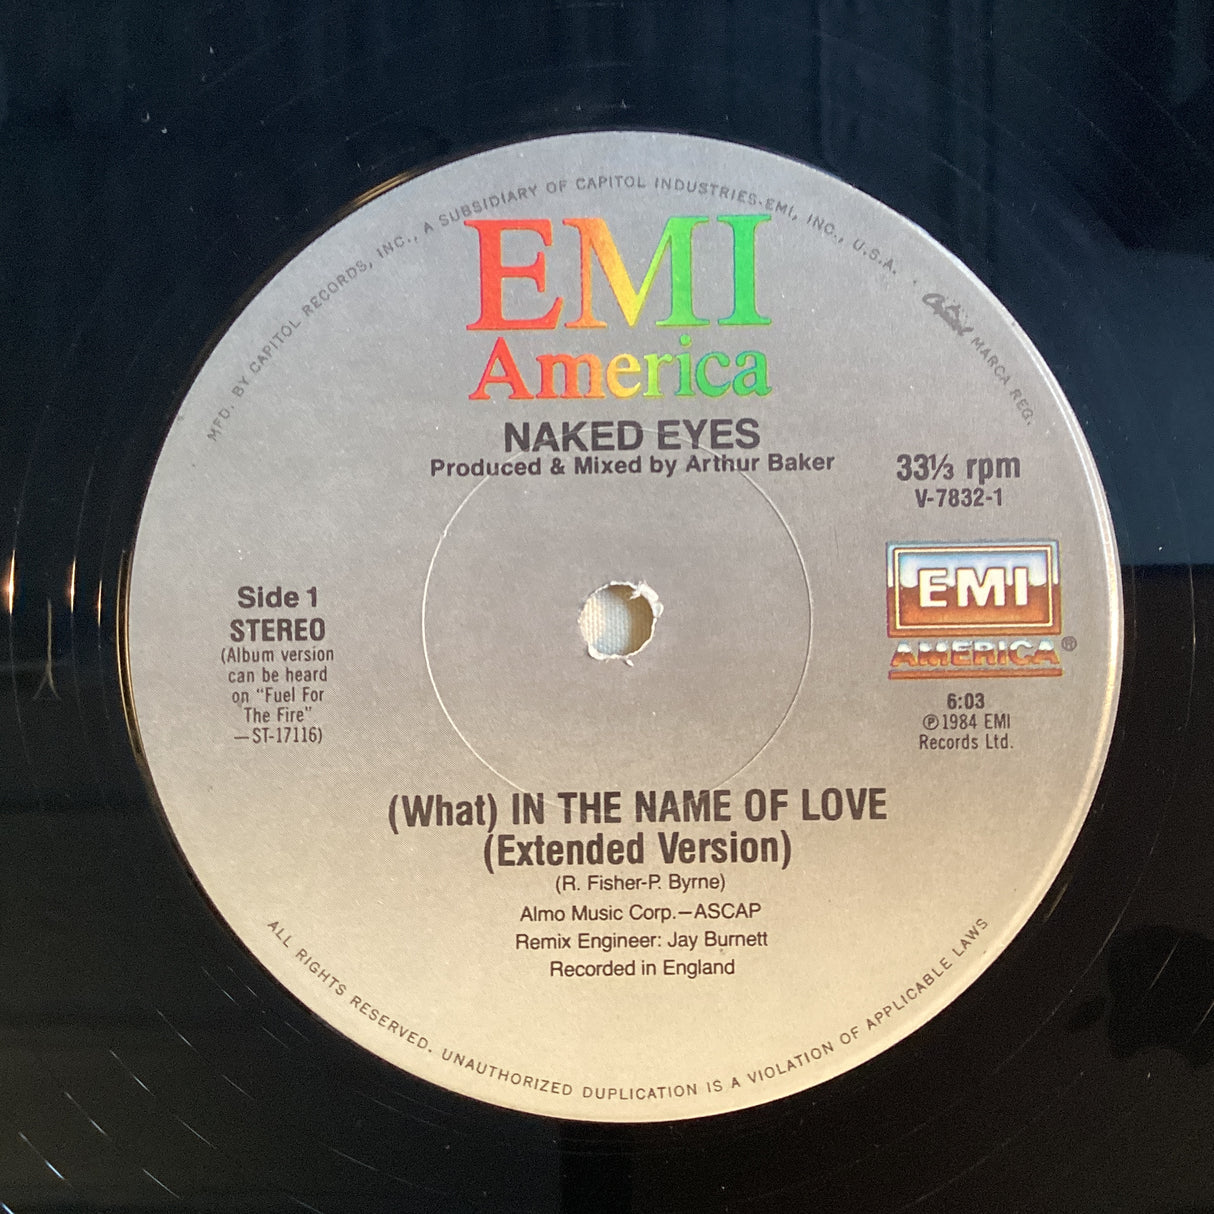 MFD. BY CAPITOL RECORDS, INC., A SUBSIDIARY OF CAPITOL INDUSTRIES-EMI, INC., U.S.A. · Capitol MARCA REG.
EMI
America
NAKED EYES
Produced & Mixed by Arthur Baker
33⅓ rpm
V-7832-1
EMI
AMERICA®
6:03
℗1984 EMI
Records Ltd.
Side 1
STEREO
(Album version
can be heard
on "Fuel For
The Fire"
—ST-17116)
(What) IN THE NAME OF LOVE
(Extended Version)
(R. Fisher-P. Byrne)
Almo Music Corp.—ASCAP
Remix Engineer: Jay Burnett
Recorded in England
ALL RIGHTS RESERVED. UNAUTHORIZED DUPLICATION IS A VIOLATION OF APPLICABLE LAWS